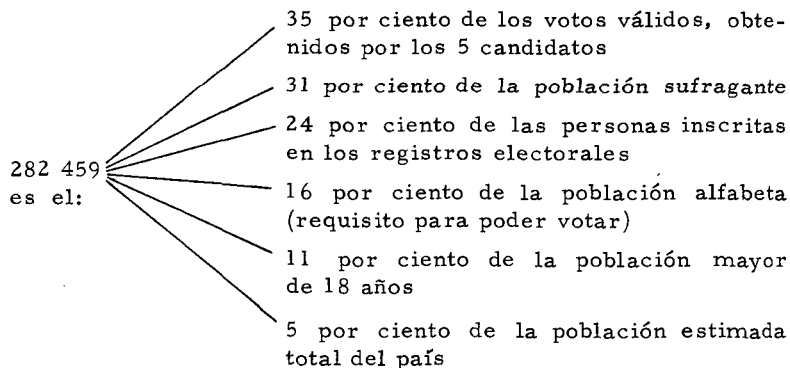 282 459
es el:
35 por ciento de los votos válidos, obte-
nidos por los 5 candidatos
31 por ciento de la población sufragante
24 por ciento de las personas inscritas
en los registros electorales
16 por ciento de la población alfabeta
(requisito para poder votar)
11 por ciento de la población mayor
de 18 años
5 por ciento de la población estimada
total del país